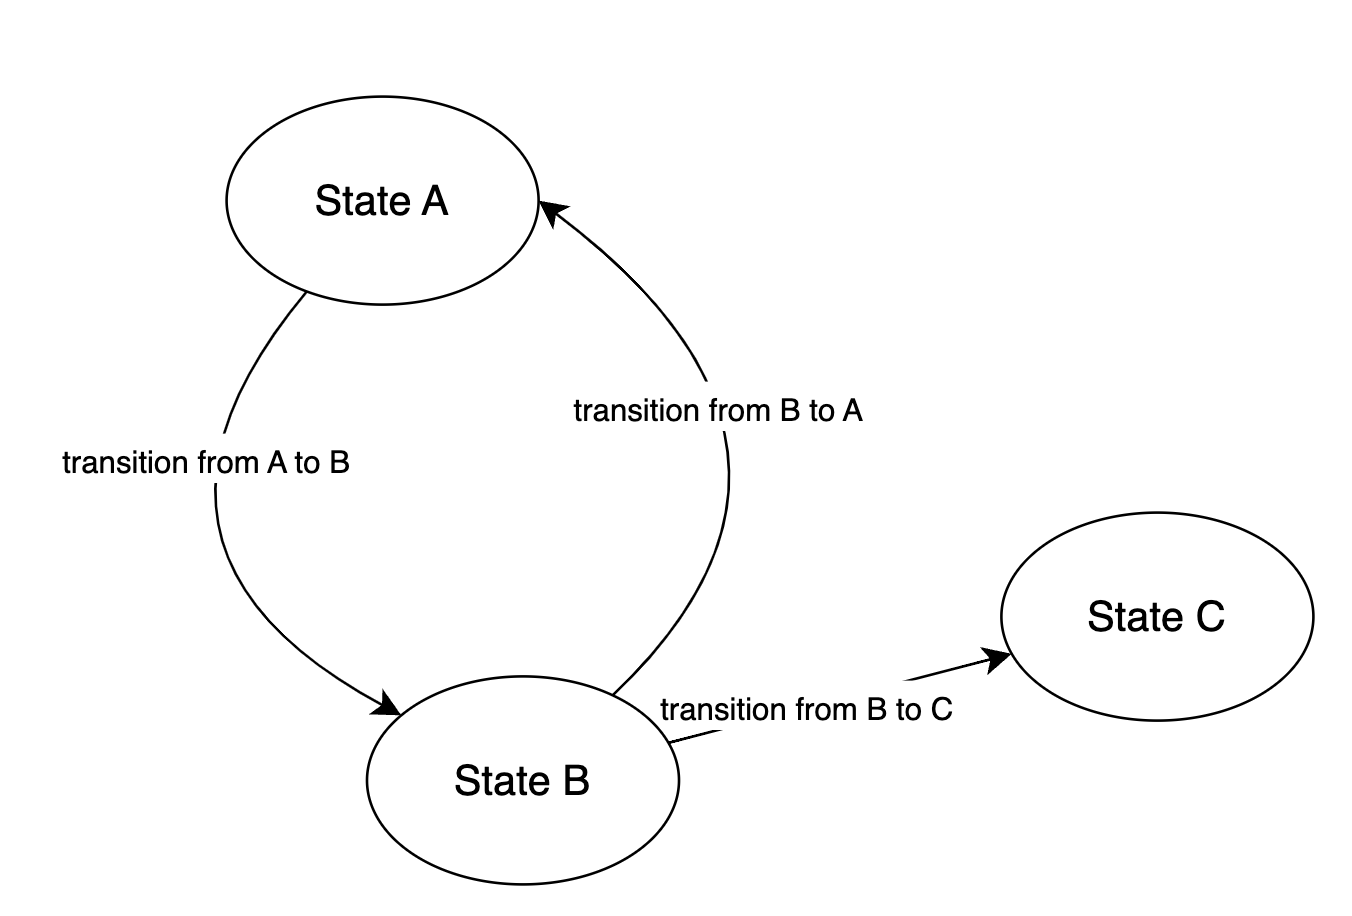 State A
transition from B to A
transition from A to B
State C
transition from B to C
State B